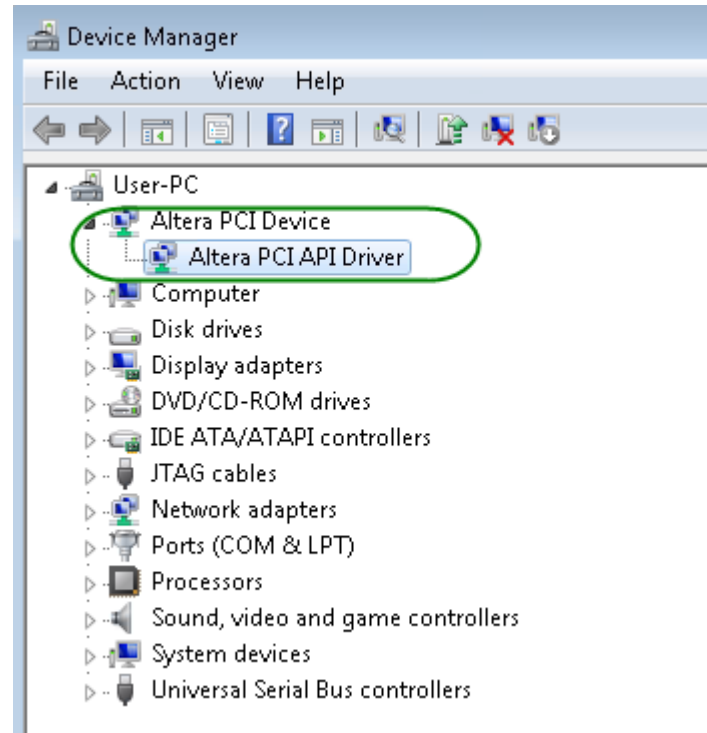 Device Manager
File Action View Help
User-PC
Altera PCI Device
Altera PCI API Driver
Computer
Disk drives
Display adapters
DVD/CD-ROM drives
IDE ATA/ATAPI controllers
JTAG cables
Network adapters
Ports (COM & LPT)
Processors
Sound, video and game controllers
System devices
Universal Serial Bus controllers